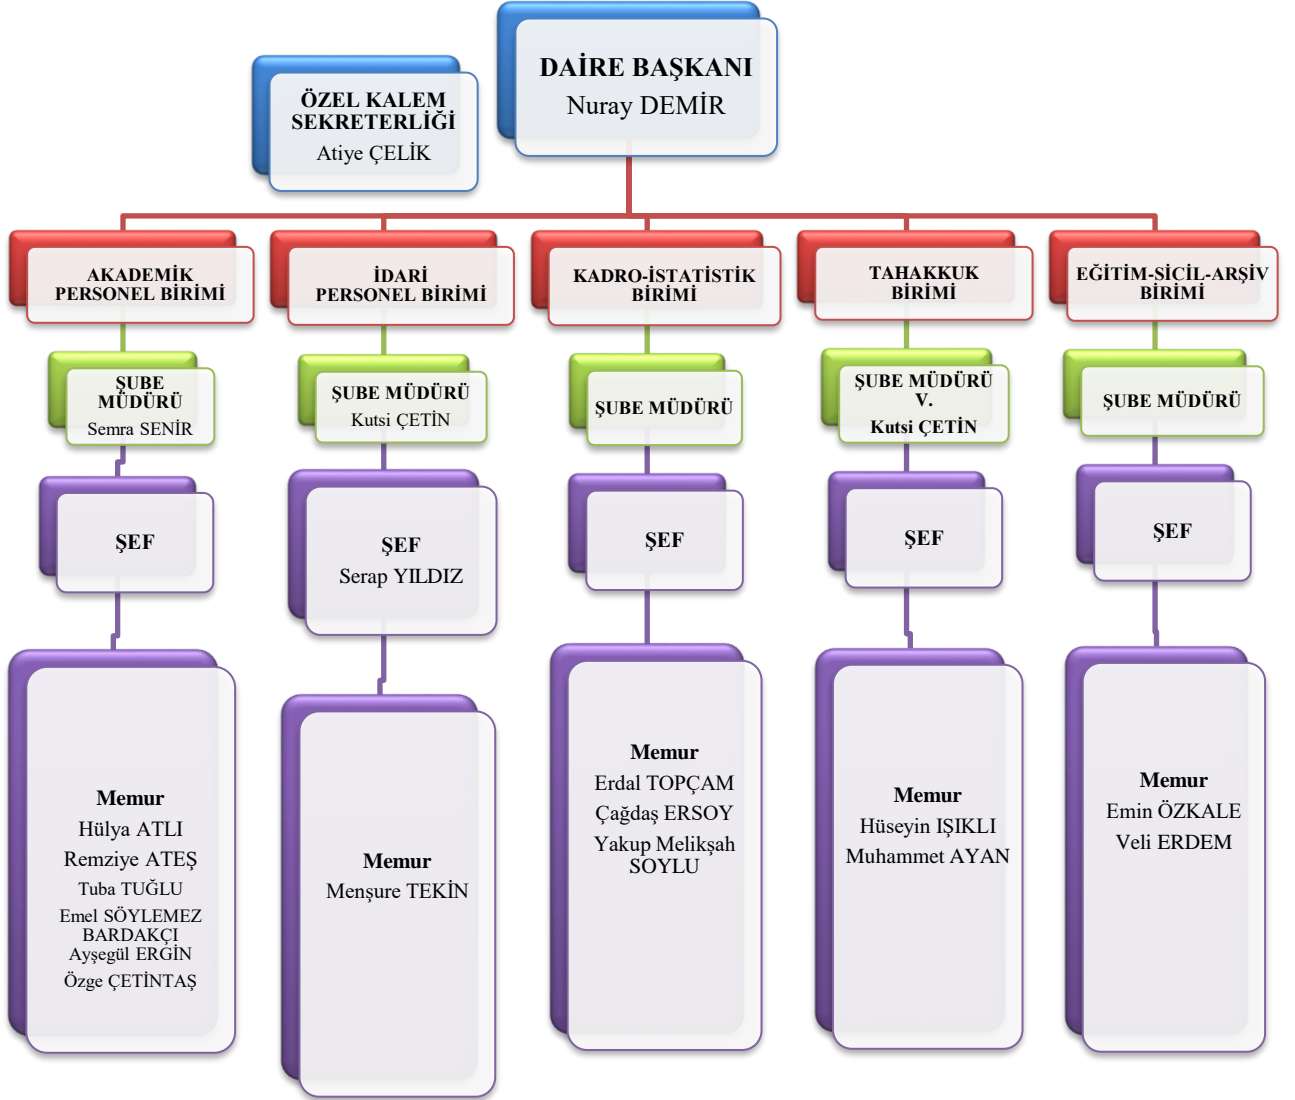 DAİRE BAŞKANI
Nuray DEMİR
ÖZEL KALEM
SEKRETERLİĞİ
Atiye ÇELİK
AKADEMİK
PERSONEL BİRİMİ
İDARİ
PERSONEL BİRİMİ
KADRO-İSTATİSTİK
BİRİMİ
TAHAKKUK
BİRİMİ
EĞİTİM-SİCİL-ARŞİV
BİRİMİ
ŞUBE
MÜDÜRÜ
Semra SENİR
ŞUBE MÜDÜRÜ
Kutsi ÇETİN
ŞUBE MÜDÜRÜ
ŞUBE MÜDÜRÜ
V.
Kutsi ÇETİN
ŞUBE MÜDÜRÜ
ŞEF
ŞEF
Serap YILDIZ
ŞEF
ŞEF
ŞEF
Memur
Hülya ATLI
Remziye ATEŞ
Tuba TUĞLU
Emel SÖYLEMEZ
BARDAKÇI
Ayşegül ERGİN
Özge ÇETİNTAŞ
Memur
Menşure TEKİN
Memur
Erdal TOPÇAM
Çağdaş ERSOY
Yakup Melikşah
SOYLU
Memur
Hüseyin IŞIKLI
Muhammet AYAN
Memur
Emin ÖZKALE
Veli ERDEM